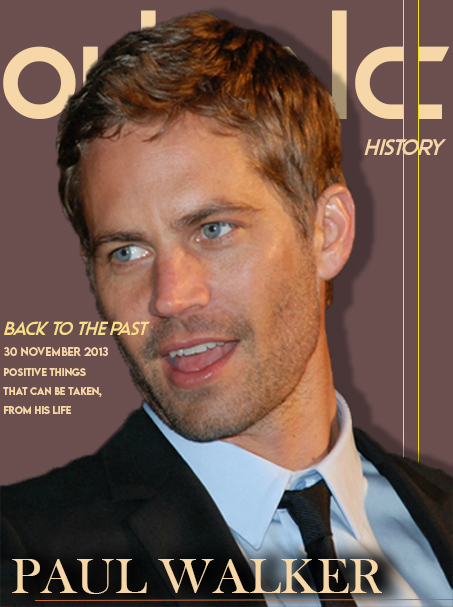 HISTORY
BACK TO THE PAST
30 NOVEMBER 2013
POSITIVE THINGS
THAT CAN BE TAKEN,
FROM HIS LIFE
PAUL WALKER